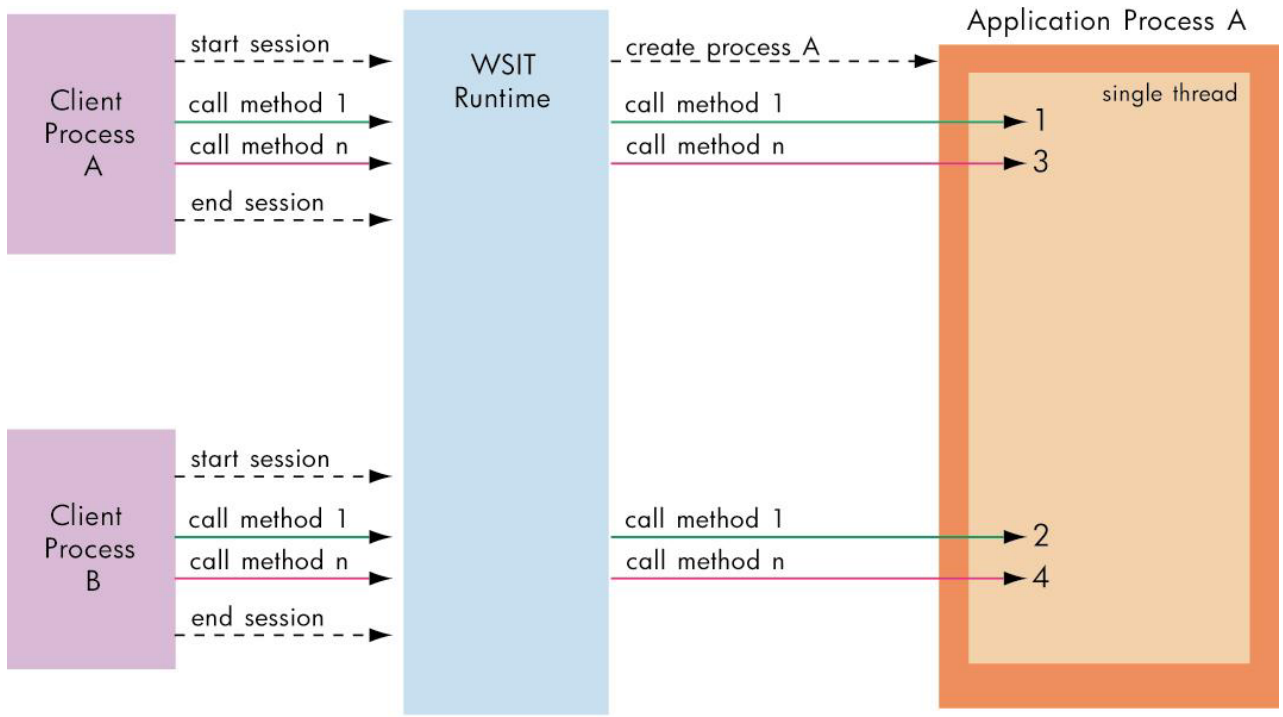 Application Process A
start session
call method 1
call method n
end session
Client
Process
A
WSIT
Runtime
create process A
call method 1
call method n
single thread
1
3
start session
call method 1
call method n
end session
Client
Process
B
call method 1
call method n
2
4